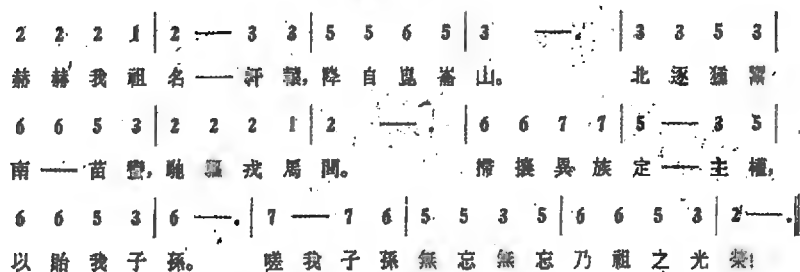 2 2 2 1 | 2 — 3 3 | 5 5 6 5 | 3 —. | 3 3 5 3 |
赫 赫 我 祖 名 — 軒 轅, 降 自 崑 崙 山。 北 逐 獯 鬻,
6 6 5 3 | 2 2 2 1 | 2 —. | 6 6 7 7 | 5 — 3 5 |
南 — 苗 蠻, 馳 驅 戎 馬 間。 掃 攘 異 族 定 — 主 權,
6 6 5 3 | 6 —. | 7 — 7 6 | 5 5 3 5 | 6 6 5 3 | 2 —. ‖
以 貽 我 子 孫。 嗟 我 子 孫 無 忘 無 忘 乃 祖 之 光 榮!